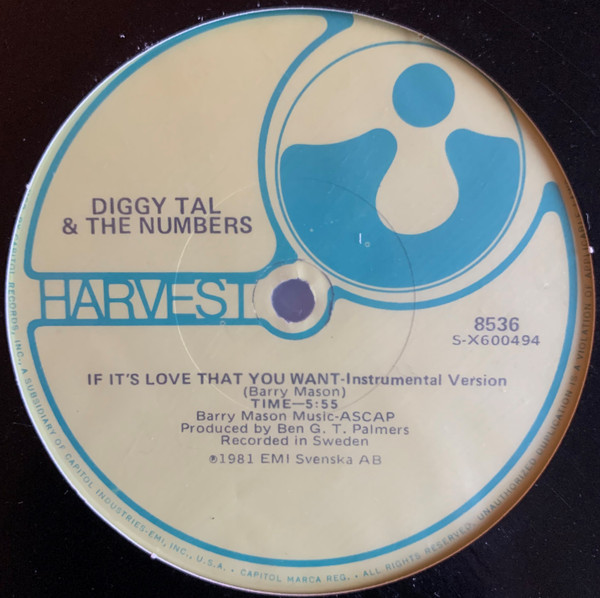 DIGGY TAL
& THE NUMBERS
HARVEST
8536
S-X600494
IF IT'S LOVE THAT YOU WANT-Instrumental Version
(Barry Mason)
TIME—5:55
Barry Mason Music-ASCAP
Produced by Ben G. T. Palmers
Recorded in Sweden
℗1981 EMI Svenska AB
CAPITOL RECORDS, INC., A SUBSIDIARY OF CAPITOL INDUSTRIES-EMI, INC., U.S.A. • CAPITOL MARCA REG. • ALL RIGHTS RESERVED. UNAUTHORIZED DUPLICATION IS A VIOLATION OF APPLICABLE